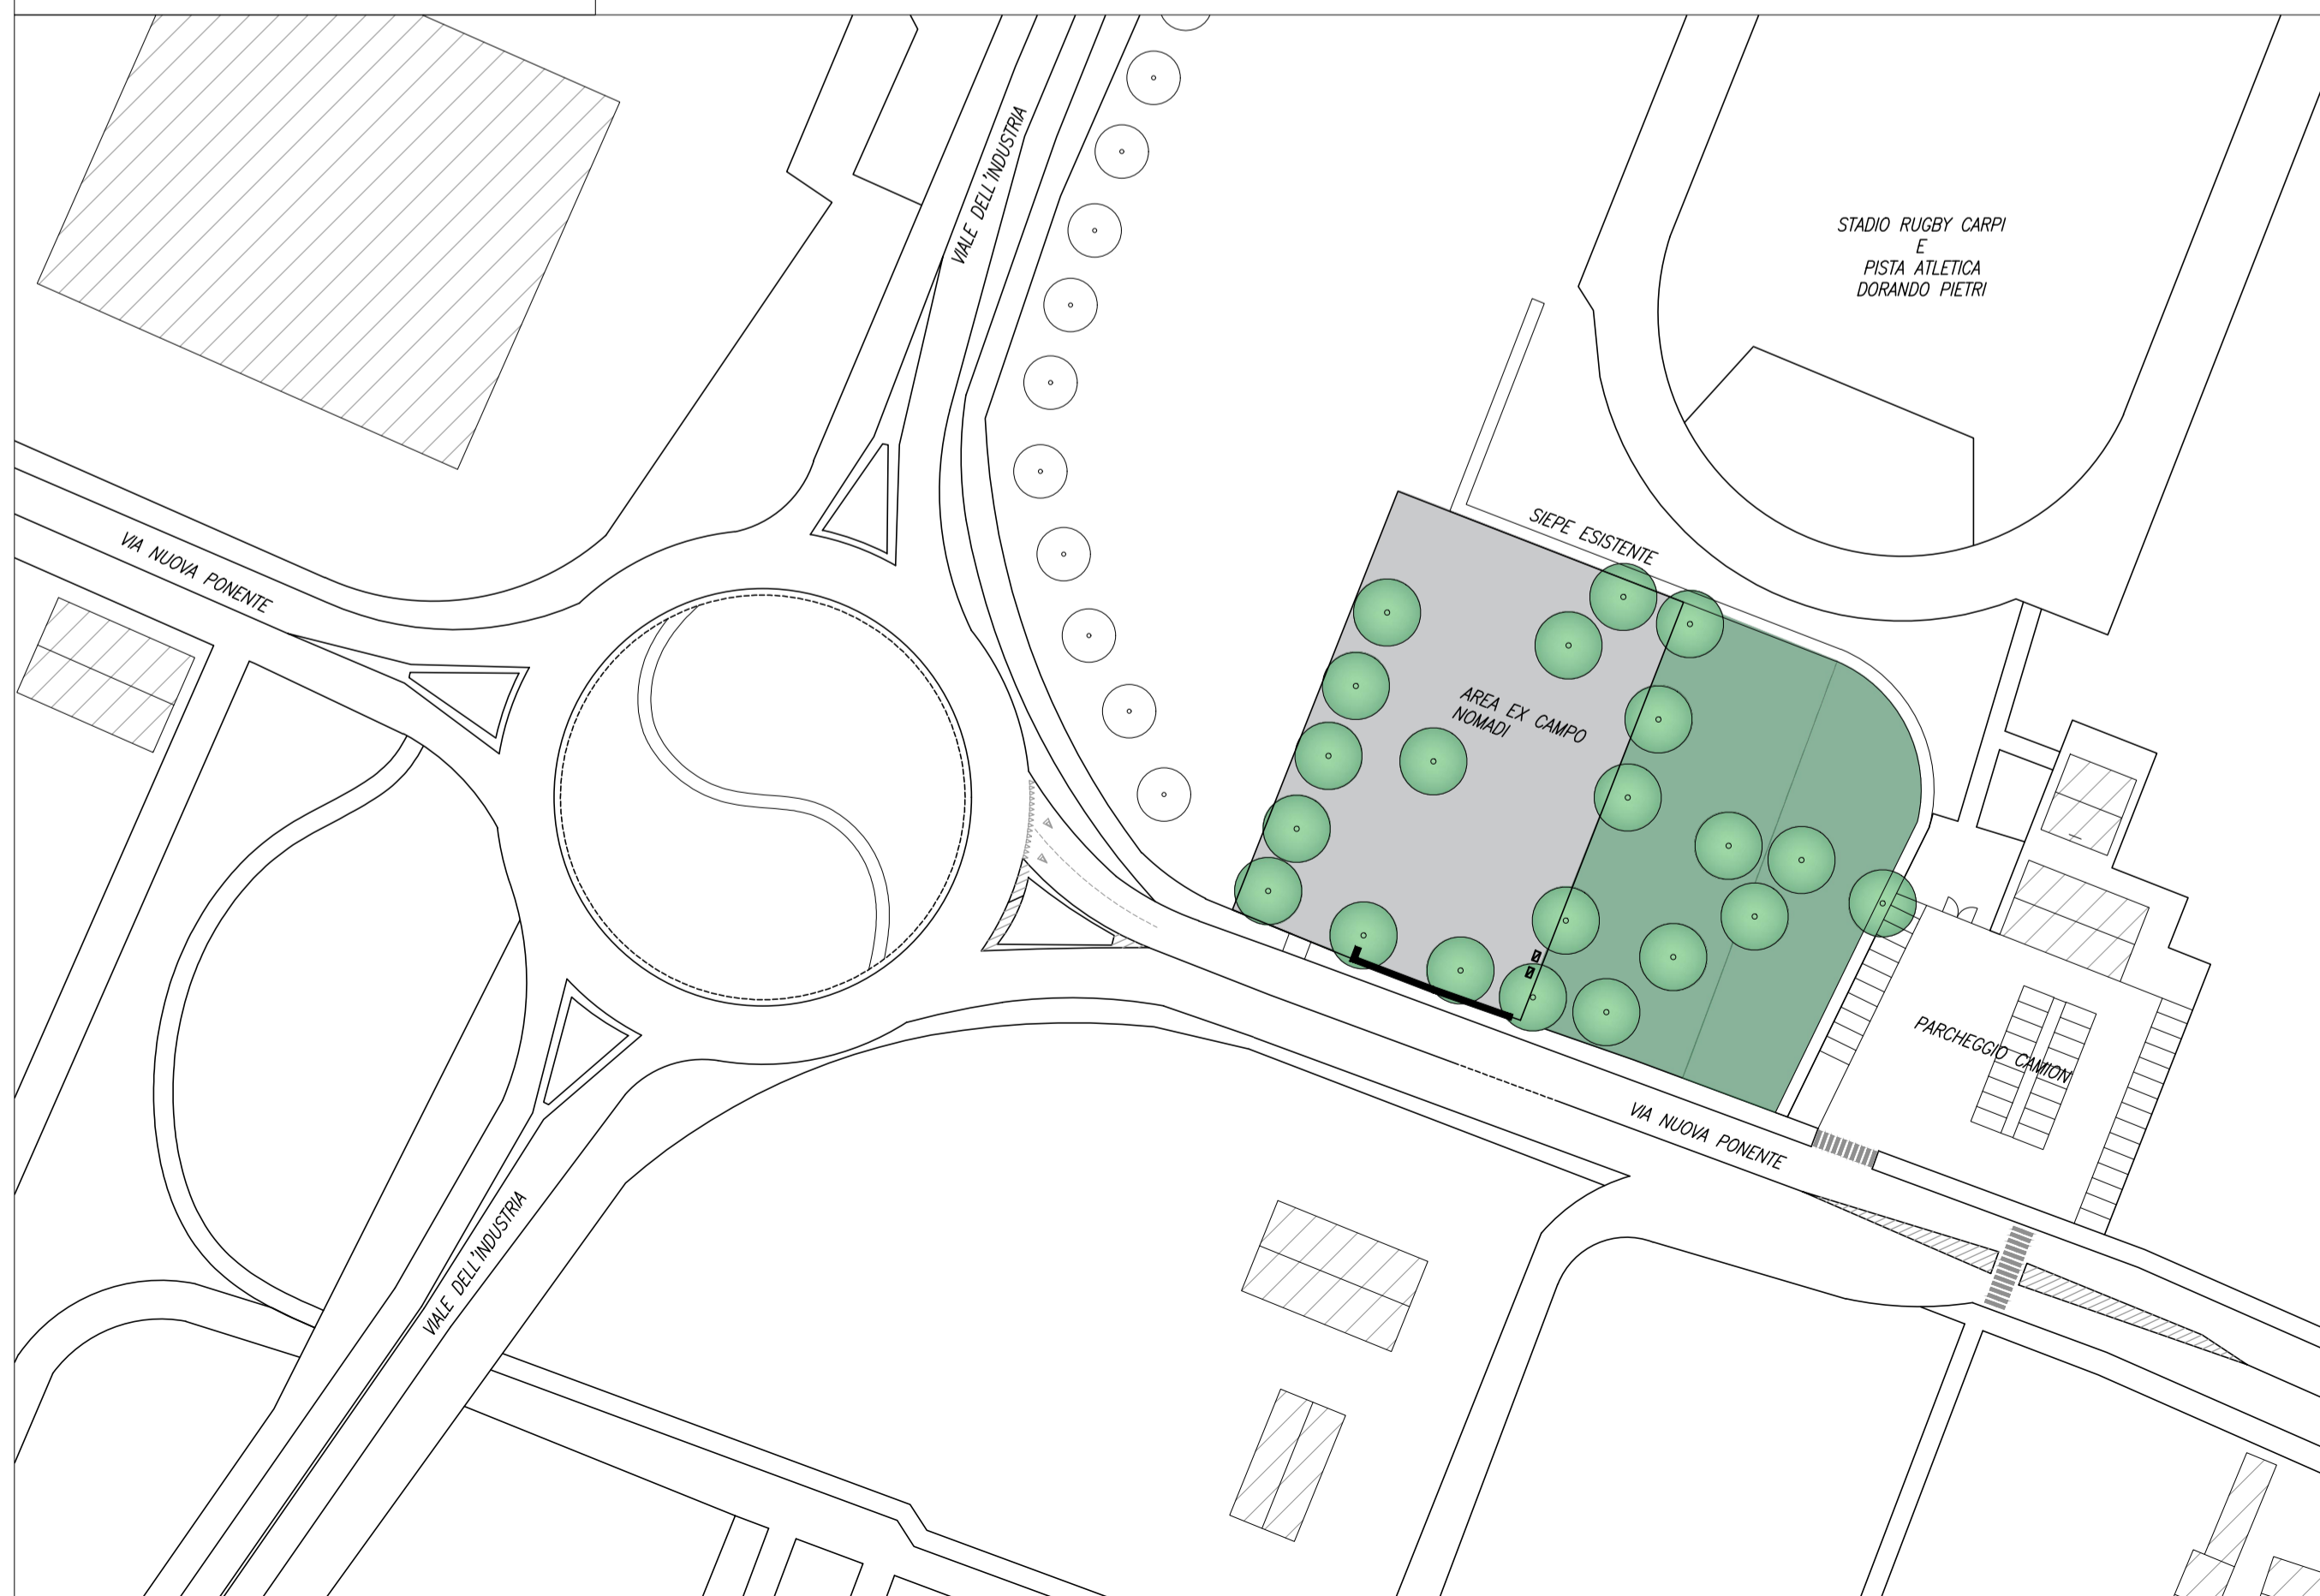 VIALE DELL'INDUSTRIA
STADIO RUGBY CARPI
E
PISTA ATLETICA
DORANDO PIETRI
SIEPE ESISTENTE
VIA NUOVA PONENTE
AREA EX CAMPO
NOMADI
PARCHEGGIO CAMION
VIA NUOVA PONENTE
VIALE DELL'INDUSTRIA